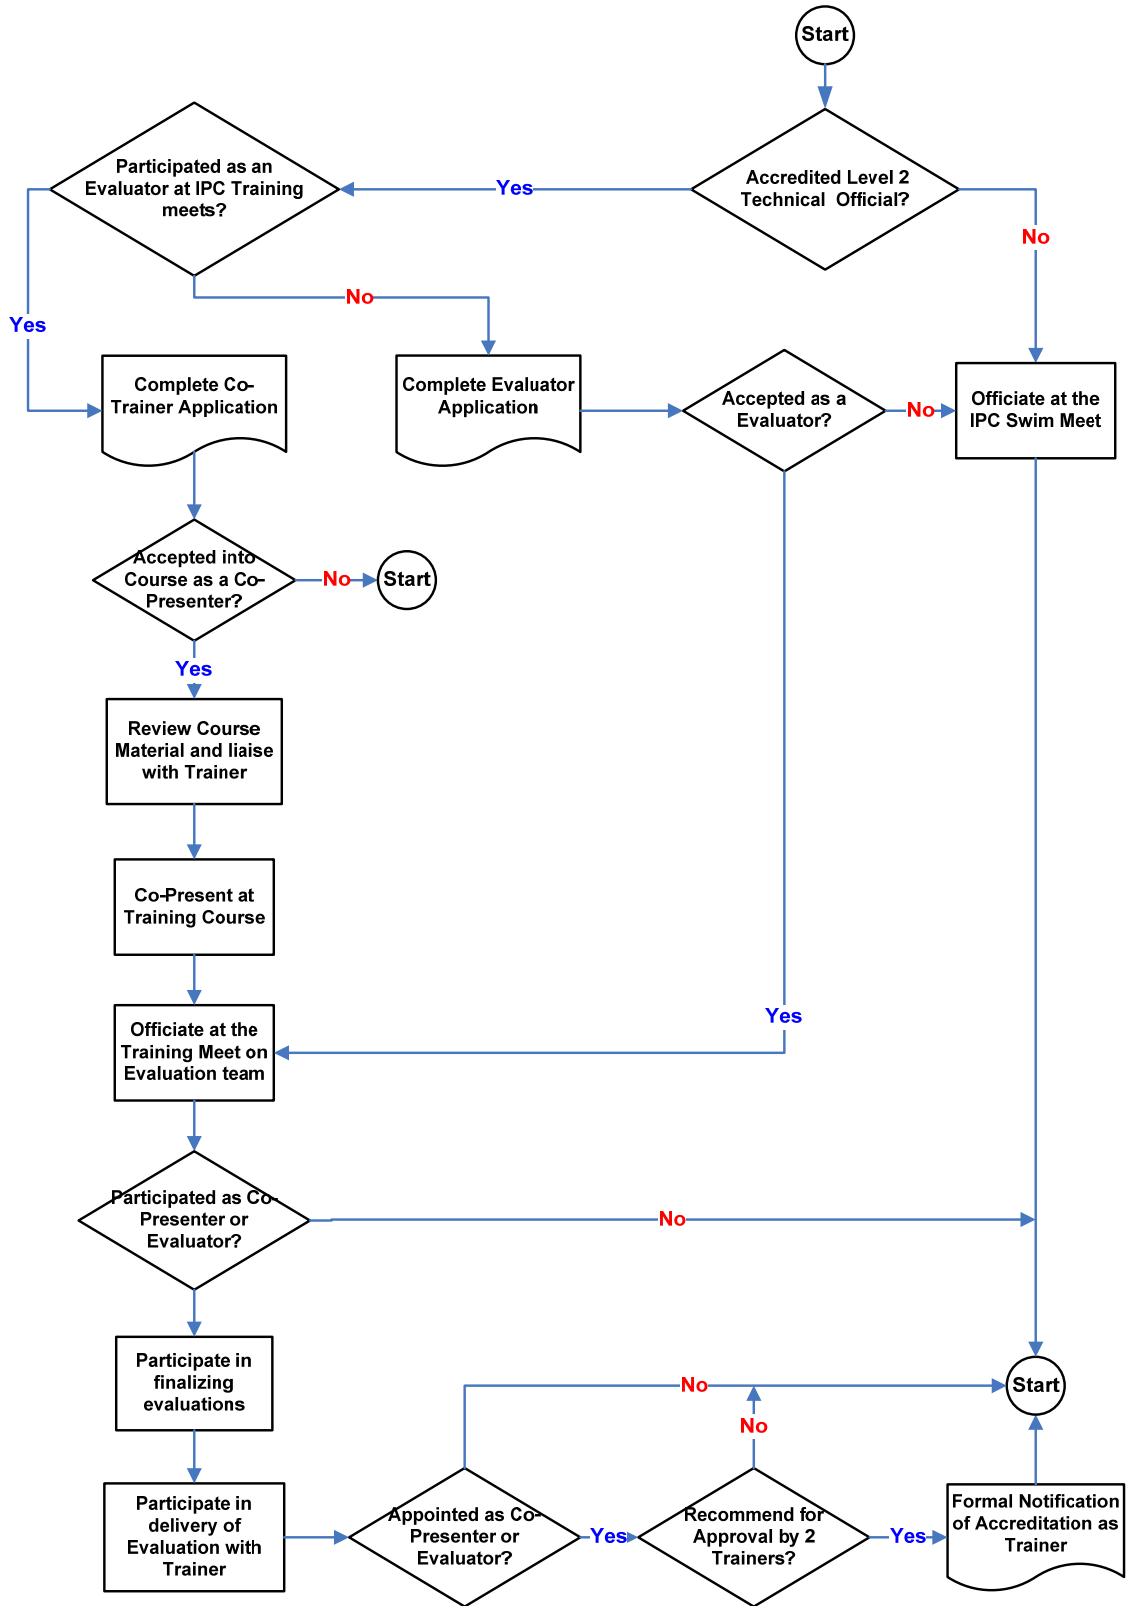 Start
Participated as an
Evaluator at IPC Training
meets?
Yes
Accredited Level 2
Technical Official?
No
No
Yes
Complete Co-
Trainer Application
Complete Evaluator
Application
Accepted as a
Evaluator?
No
Officiate at the
IPC Swim Meet
Accepted into
Course as a Co-
Presenter?
No
Start
Yes
Review Course
Material and liaise
with Trainer
Co-Present at
Training Course
Yes
Officiate at the
Training Meet on
Evaluation team
Participated as Co-
Presenter or
Evaluator?
No
Participate in
finalizing
evaluations
No
Start
No
Participate in
delivery of
Evaluation with
Trainer
Appointed as Co-
Presenter or
Evaluator?
Yes
Recommend for
Approval by 2
Trainers?
Yes
Formal Notification
of Accreditation as
Trainer